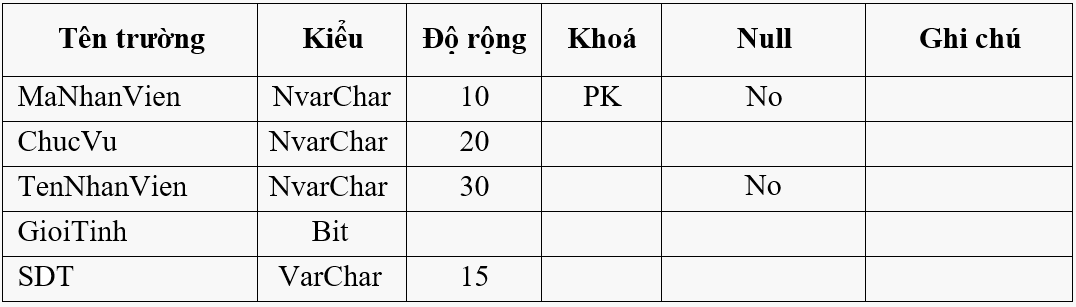 Tên trường Kiểu Độ rộng Khoá Null Ghi chú
MaNhanVien NvarChar 10 PK No
ChucVu NvarChar 20
TenNhanVien NvarChar 30 No
GioiTinh Bit
SDT VarChar 15